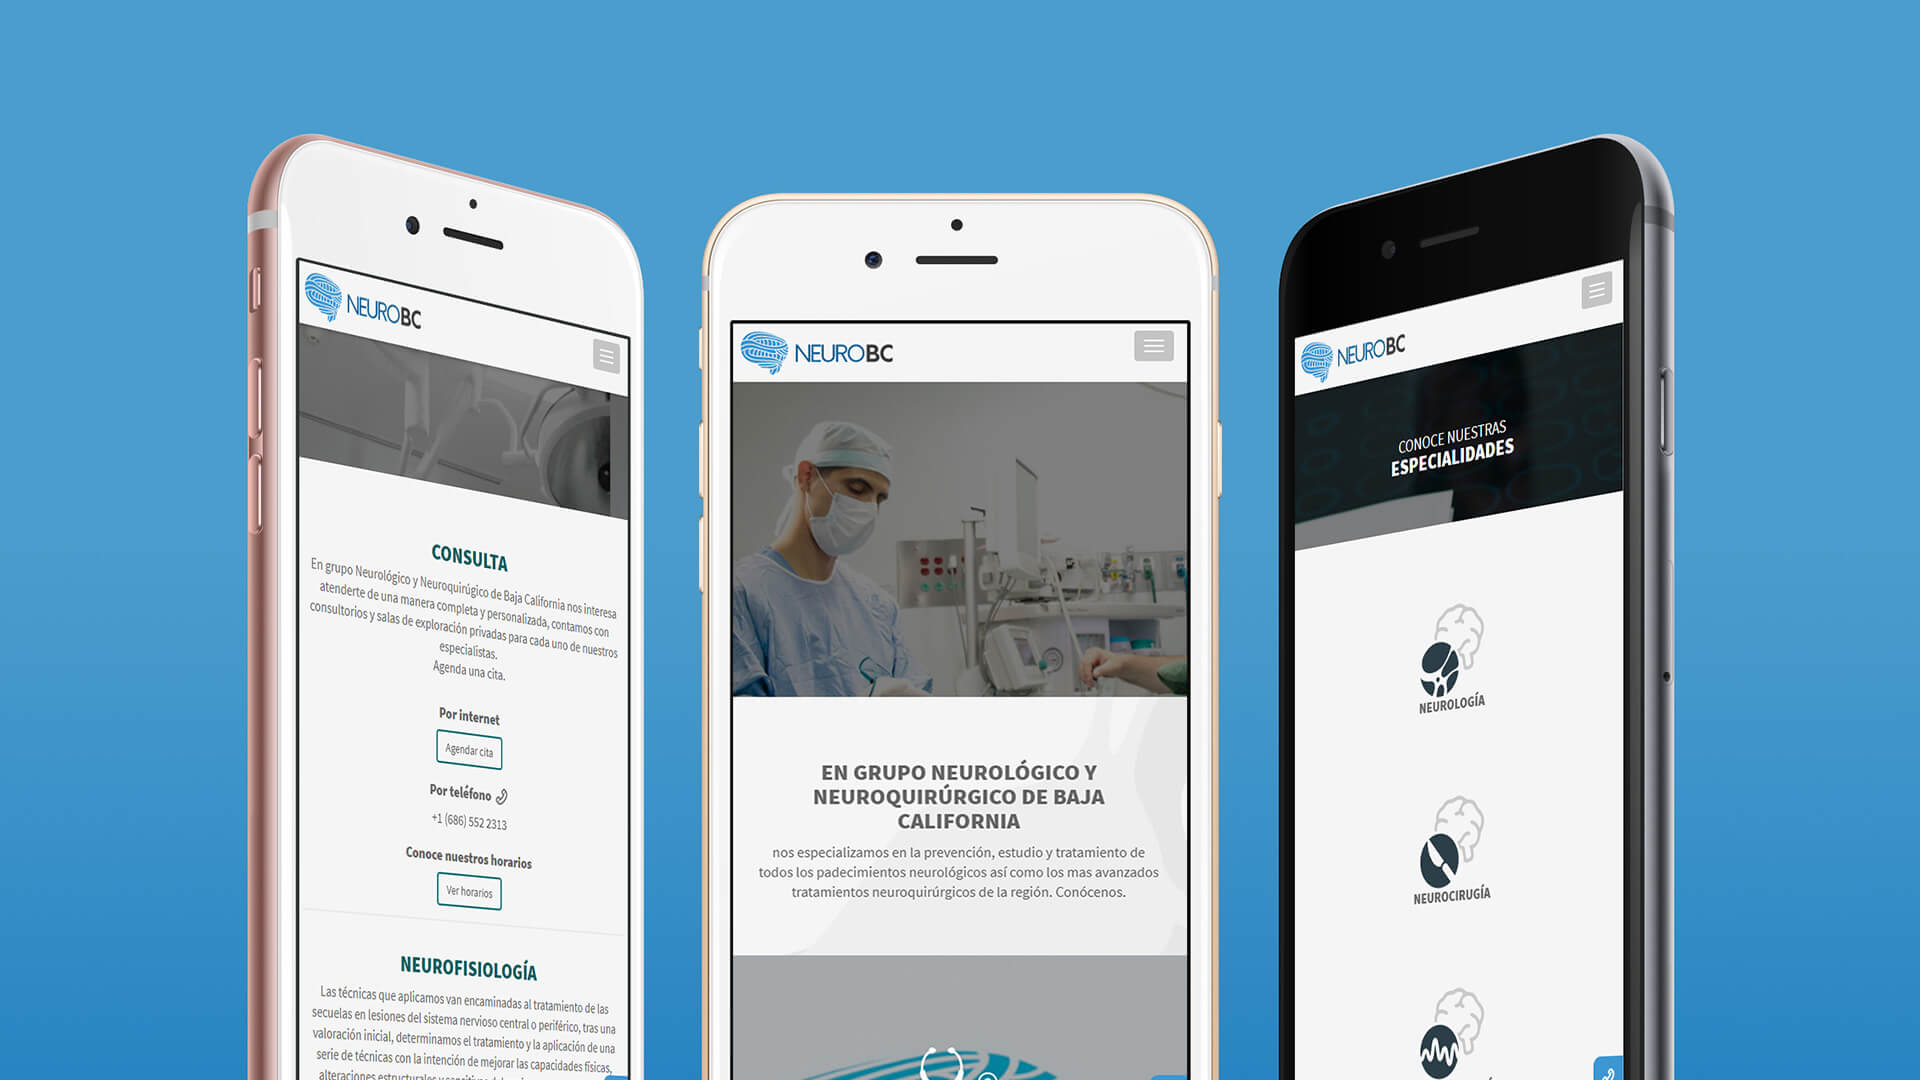 NEUROBC
CONSULTA
En grupo Neurológico y Neuroquirúrgico de Baja California nos interesa
atenderte de una manera completa y personalizada, contamos con
consultorios y salas de exploración privadas para cada uno de nuestros
especialistas.
Agenda una cita.
Por internet
Agendar cita
Por teléfono
+1 (686) 552 2313
Conoce nuestros horarios
Ver horarios
NEUROFISIOLOGÍA
Las técnicas que aplicamos van encaminadas al tratamiento de las
secuelas en lesiones del sistema nervioso central o periférico, tras una
valoración inicial, determinamos el tratamiento y la aplicación de una
serie de técnicas con la intención de mejorar las capacidades físicas,
alteraciones estructurales y
NEUROBC
EN GRUPO NEUROLÓGICO Y
NEUROQUIRÚRGICO DE BAJA
CALIFORNIA
nos especializamos en la prevención, estudio y tratamiento de
todos los padecimientos neurológicos así como los mas avanzados
tratamientos neuroquirúrgicos de la región. Conócenos.
NEUROBC
CONOCE NUESTRAS
ESPECIALIDADES
NEUROLOGÍA
NEUROCIRUGÍA